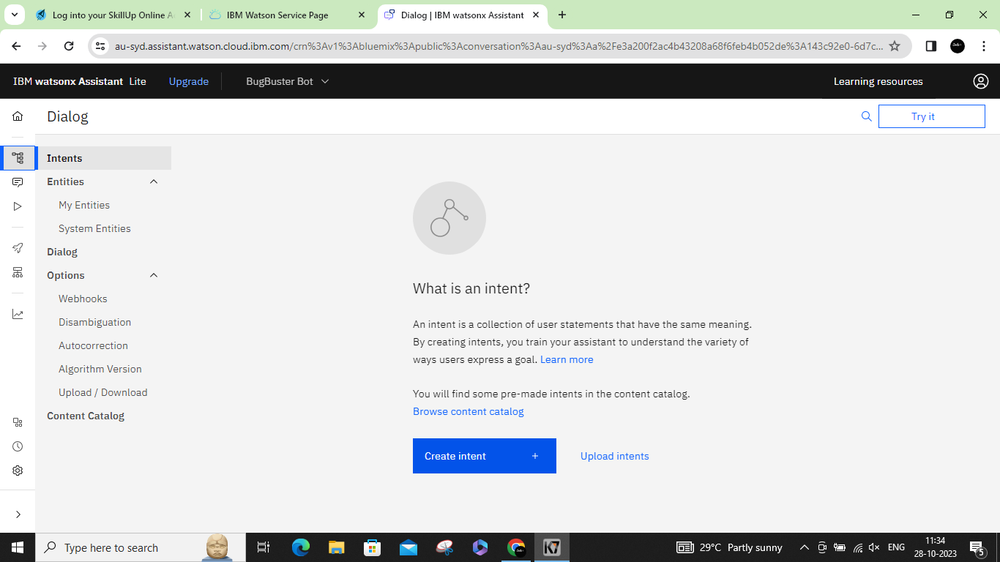 Log into your SkillUp Online A
IBM Watson Service Page
Dialog | IBM watsonx Assistant
au-syd.assistant.watson.cloud.ibm.com/crn%3Av1%3Abluemix%3Apublic%3Aconversation%3Aau-syd%3Aa%2Fe3a200f2ac4b43208a68f6feb4b052de%3A143c92e0-6d7c...
IBM watsonx Assistant Lite
Upgrade
BugBuster Bot
Learning resources
Dialog
Try it
Intents
Entities
My Entities
System Entities
Dialog
Options
Webhooks
Disambiguation
Autocorrection
Algorithm Version
Upload / Download
Content Catalog
What is an intent?
An intent is a collection of user statements that have the same meaning.
By creating intents, you train your assistant to understand the variety of
ways users express a goal. Learn more
You will find some pre-made intents in the content catalog.
Browse content catalog
Create intent +
Upload intents
Type here to search
29°C Partly sunny
ENG
11:34
28-10-2023
5